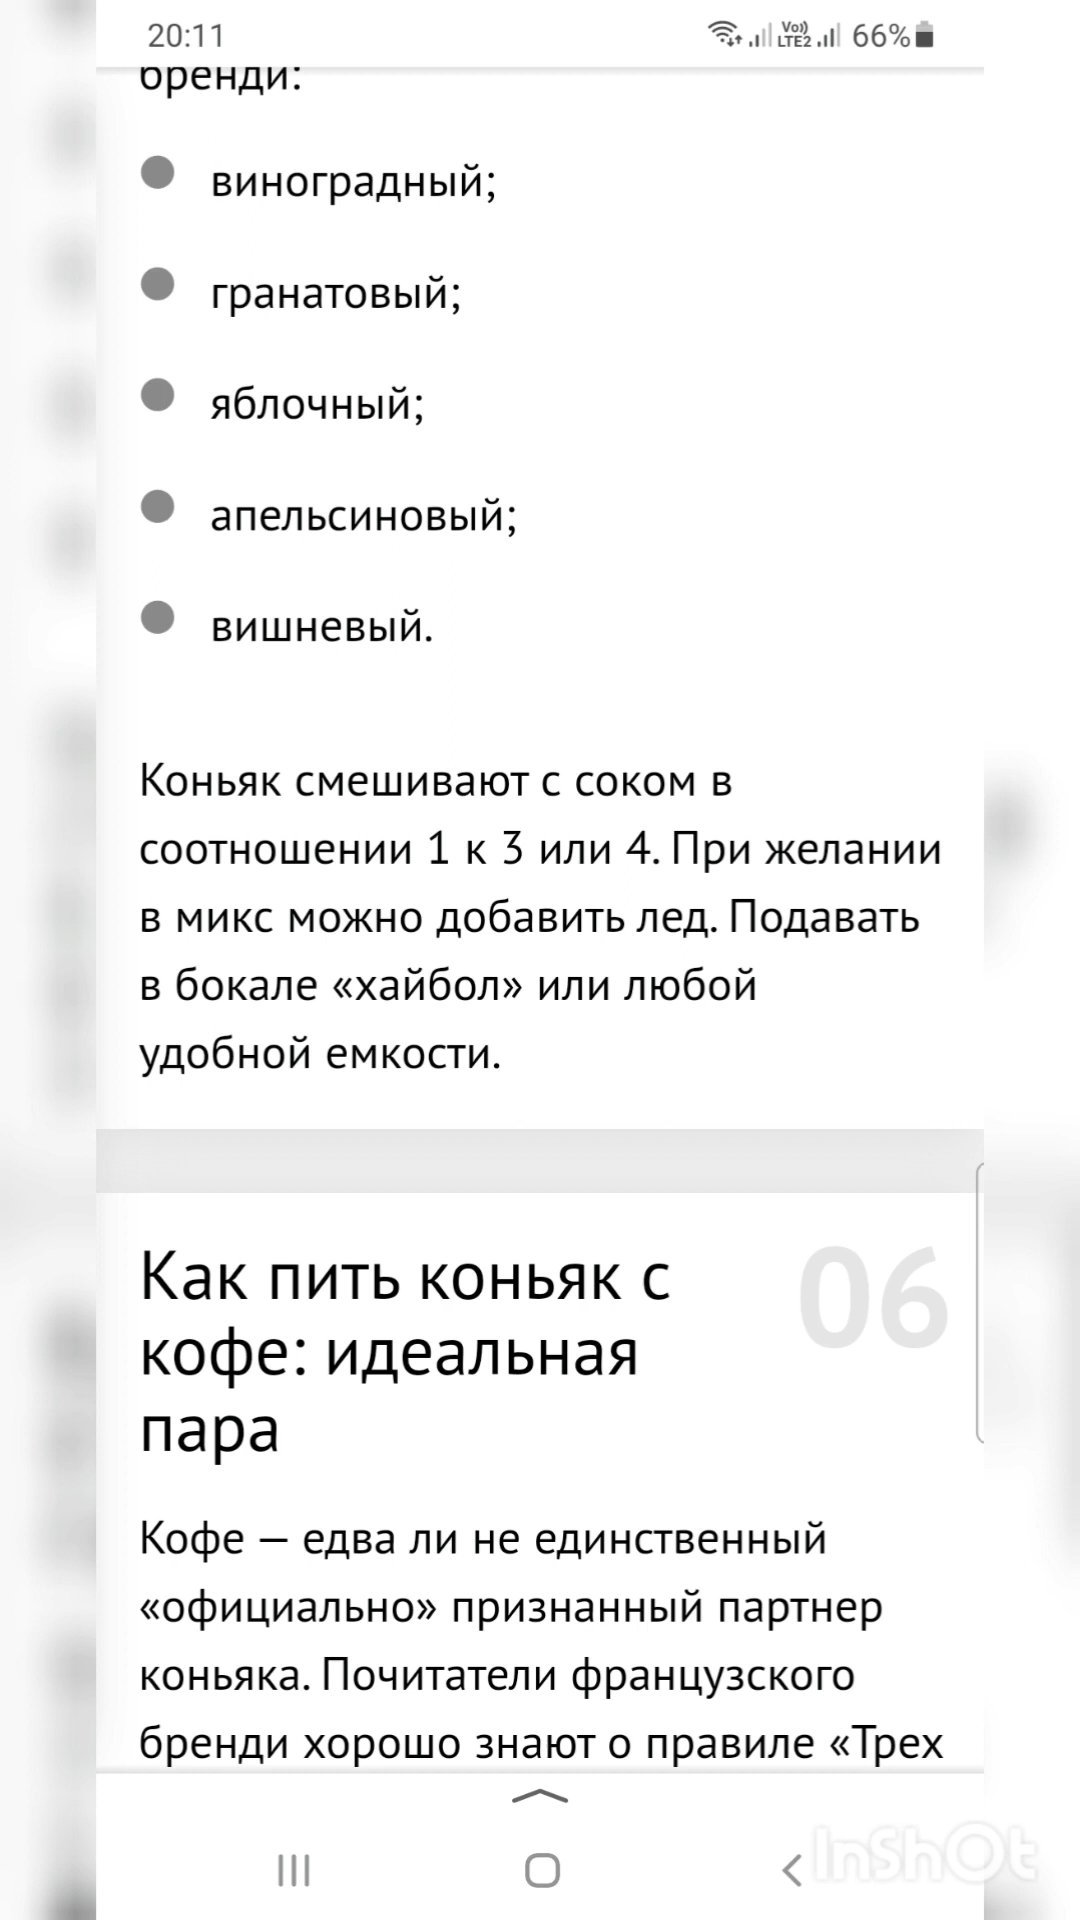 20:11
Vo))
LTE2
66%
бренди:
виноградный;
гранатовый;
яблочный;
апельсиновый;
вишневый.
Коньяк смешивают с соком в
соотношении 1 к 3 или 4. При желании
в микс можно добавить лед. Подавать
в бокале «хайбол» или любой
удобной емкости.
Как пить коньяк с
кофе: идеальная
пара
06
Кофе — едва ли не единственный
«официально» признанный партнер
коньяка. Почитатели французского
бренди хорошо знают о правиле «Трех
InShOt